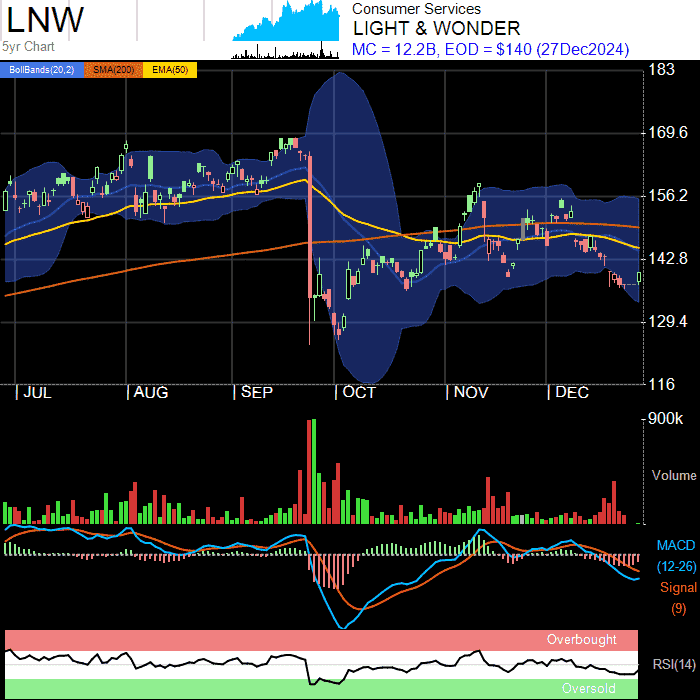 LNW
5yr Chart
Consumer Services
LIGHT & WONDER
MC = 12.2B, EOD = $140 (27Dec2024)
BollBands(20,2) SMA(200) EMA(50)
183
169.6
156.2
142.8
129.4
116
| JUL | AUG | SEP | OCT | NOV | DEC
900k
Volume
MACD
(12-26)
Signal
(9)
Overbought
RSI(14)
Oversold